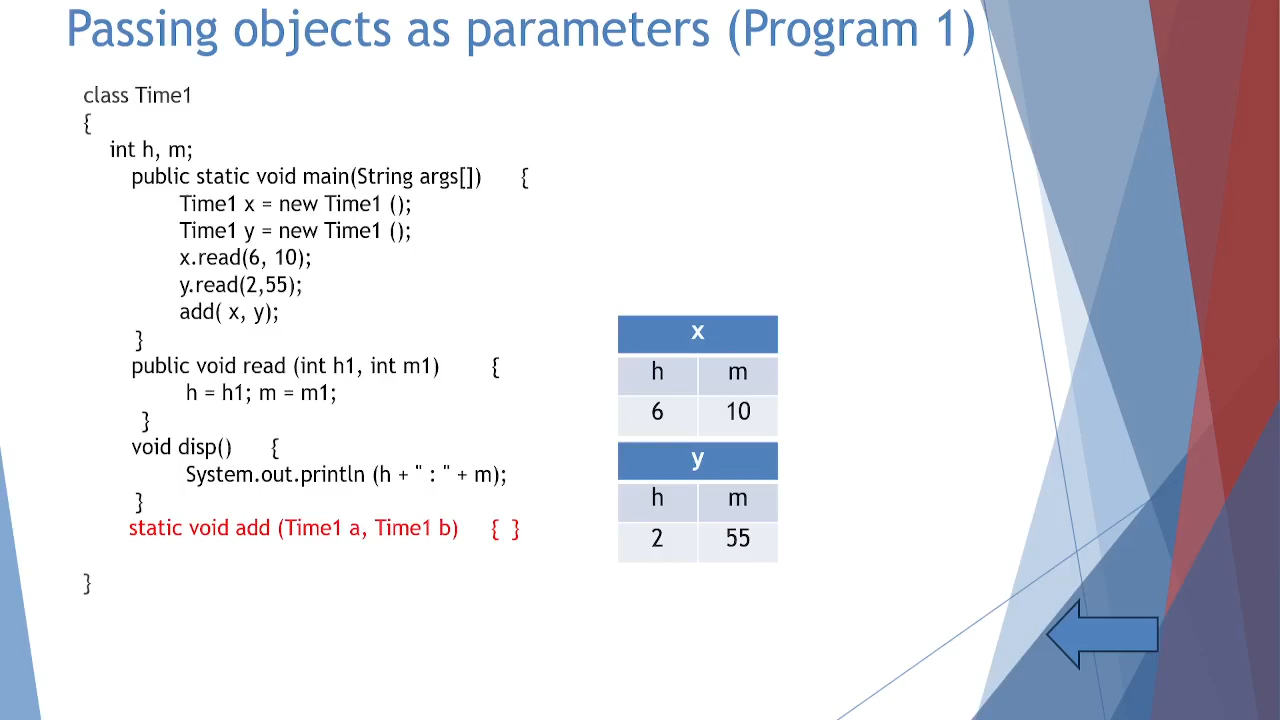 Passing objects as parameters (Program 1)
class Time1
{
int h, m;
public static void main(String args[]) {
Time1 x = new Time1 ();
Time1 y = new Time1 ();
x.read(6, 10);
y.read(2,55);
add( x, y);
}
public void read (int h1, int m1) {
h = h1; m = m1;
}
void disp() {
System.out.println (h + " : " + m);
}
static void add (Time1 a, Time1 b) { }
}
x
h m
6 10
y
h m
2 55